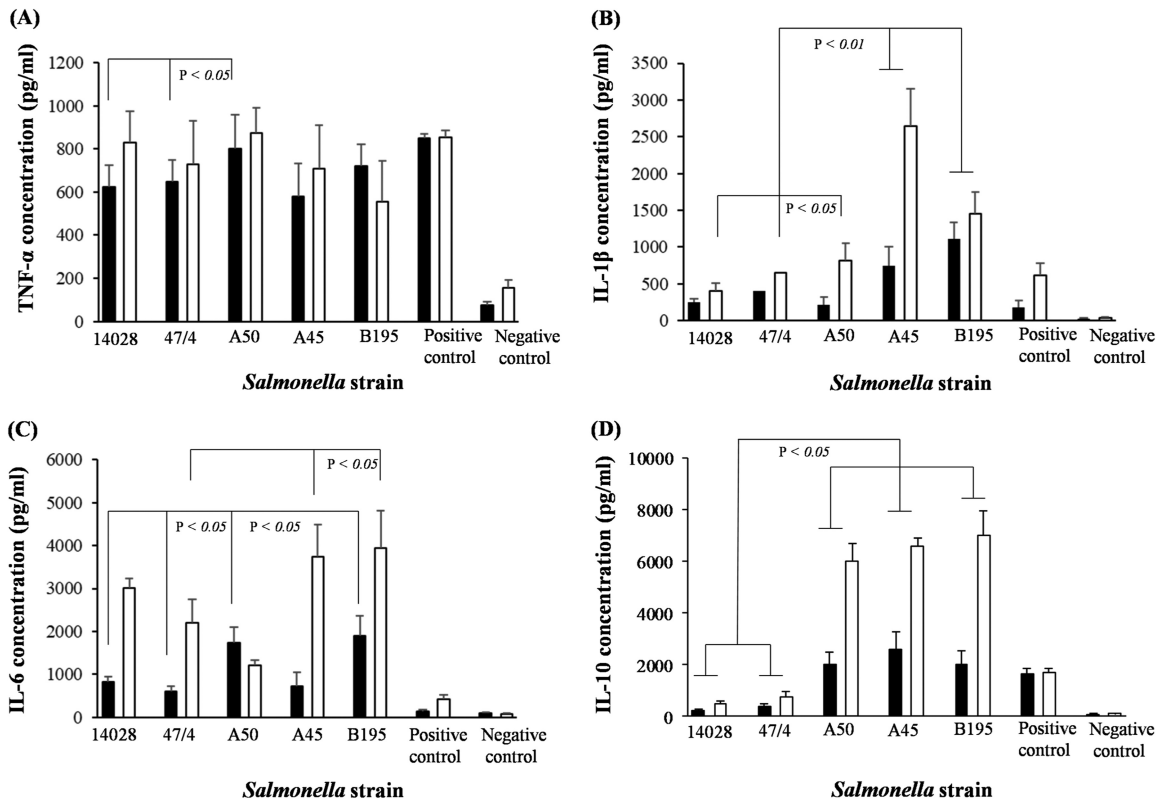 (A)
TNF-α concentration (pg/ml)
1200
1000
800
600
400
200
0
P < 0.05
14028 47/4 A50 A45 B195 Positive control Negative control
Salmonella strain
(B)
IL-1β concentration (pg/ml)
3500
3000
2500
2000
1500
1000
500
0
P < 0.01
P < 0.05
14028 47/4 A50 A45 B195 Positive control Negative control
Salmonella strain
(C)
IL-6 concentration (pg/ml)
6000
5000
4000
3000
2000
1000
0
P < 0.05
P < 0.05 P < 0.05
14028 47/4 A50 A45 B195 Positive control Negative control
Salmonella strain
(D)
IL-10 concentration (pg/ml)
10000
8000
6000
4000
2000
0
P < 0.05
14028 47/4 A50 A45 B195 Positive control Negative control
Salmonella strain